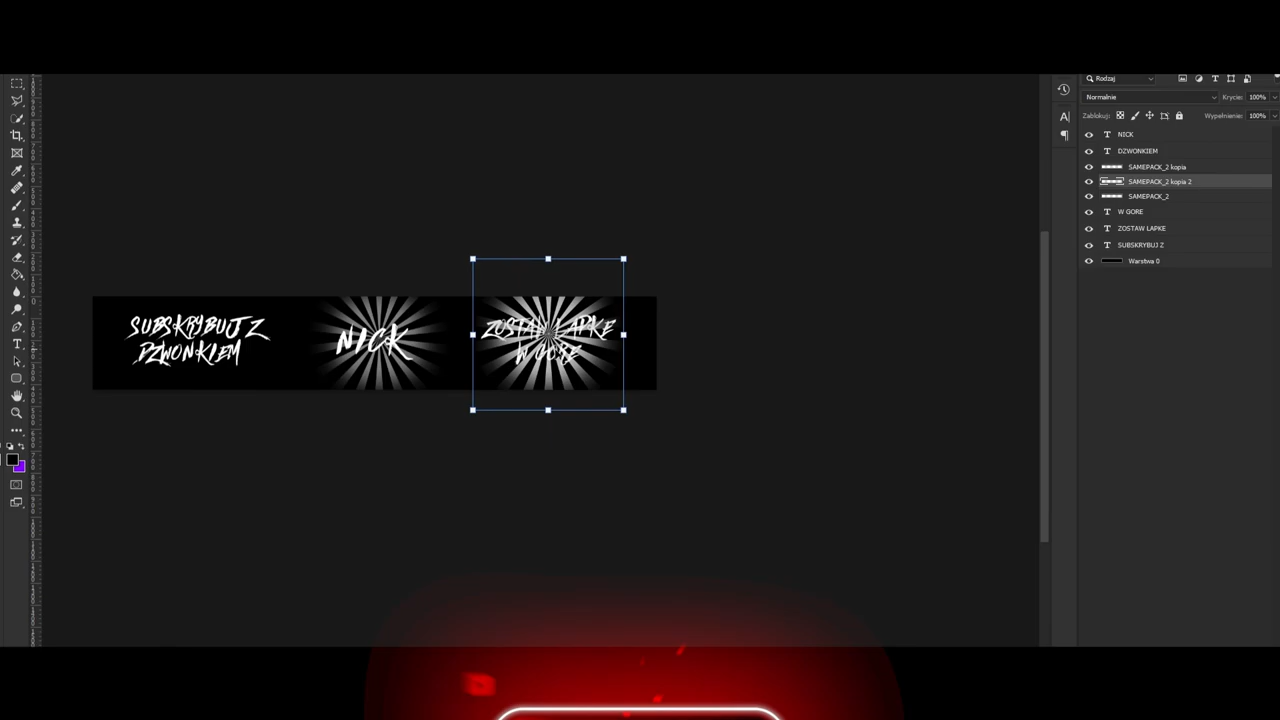 Rodzaj
Normalnie
Krycie: 100%
Zablokuj:
Wypełnianie: 100%
NICK
DZWONKIEM
SAMEPACK_2 kopia
SAMEPACK_2 kopia 2
SAMEPACK_2
W GORE
ZOSTAW LAPKE
SUBSKRYBUJ Z
Warstwa 0
SUBSKRYBUJ Z
DZWONKIEM
NICK
ZOSTAW LAPKE
W GORE